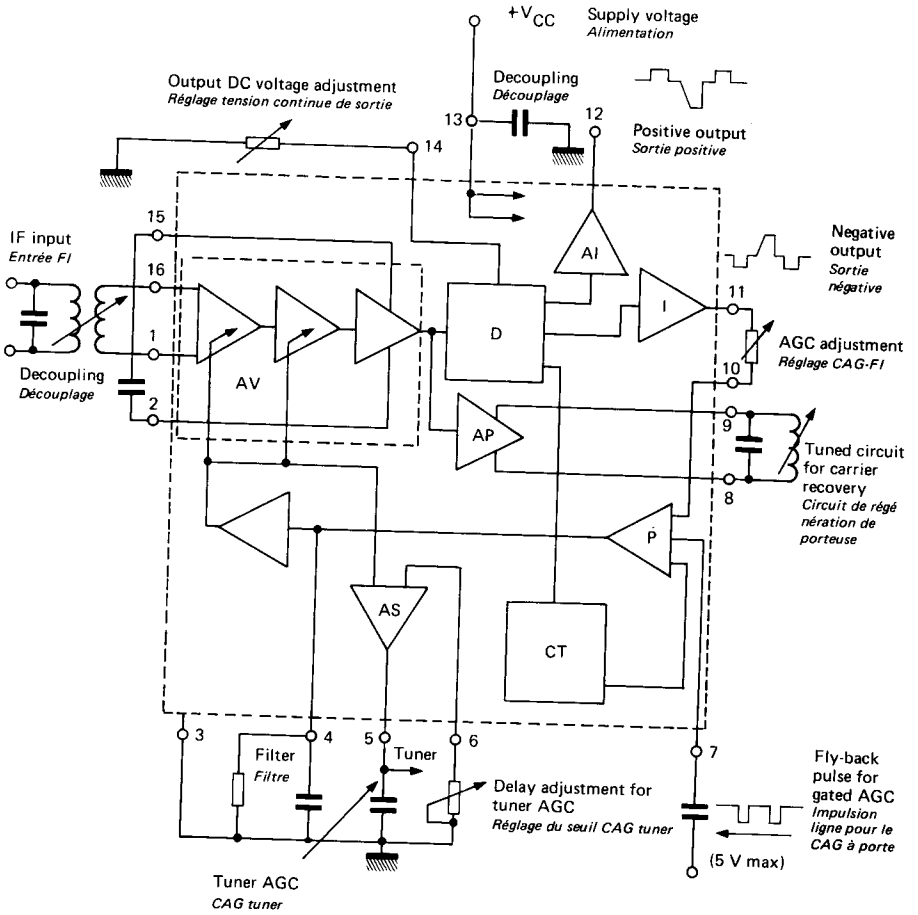 +VCC
Supply voltage
Alimentation
Output DC voltage adjustment
Réglage tension continue de sortie
Decoupling
Découplage
13
12
Positive output
Sortie positive
14
15
IF input
Entrée FI
16
1
Decoupling
Découplage
2
AV
D
AI
I
11
Negative
output
Sortie
négative
AGC adjustment
Réglage CAG-FI
10
9
AP
8
Tuned circuit
for carrier
recovery
Circuit de régé
nération de
porteuse
P
AS
CT
3
4
5
6
7
Filter
Filtre
Tuner
Delay adjustment for
tuner AGC
Réglage du seuil CAG tuner
Fly-back
pulse for
gated AGC
Impulsion
ligne pour le
CAG à porte
(5 V max)
Tuner AGC
CAG tuner